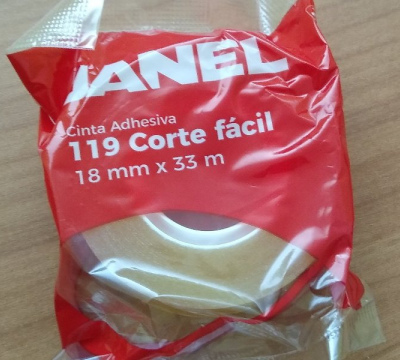 JANEL
Cinta Adhesiva
119 Corte fácil
18 mm x 33 m